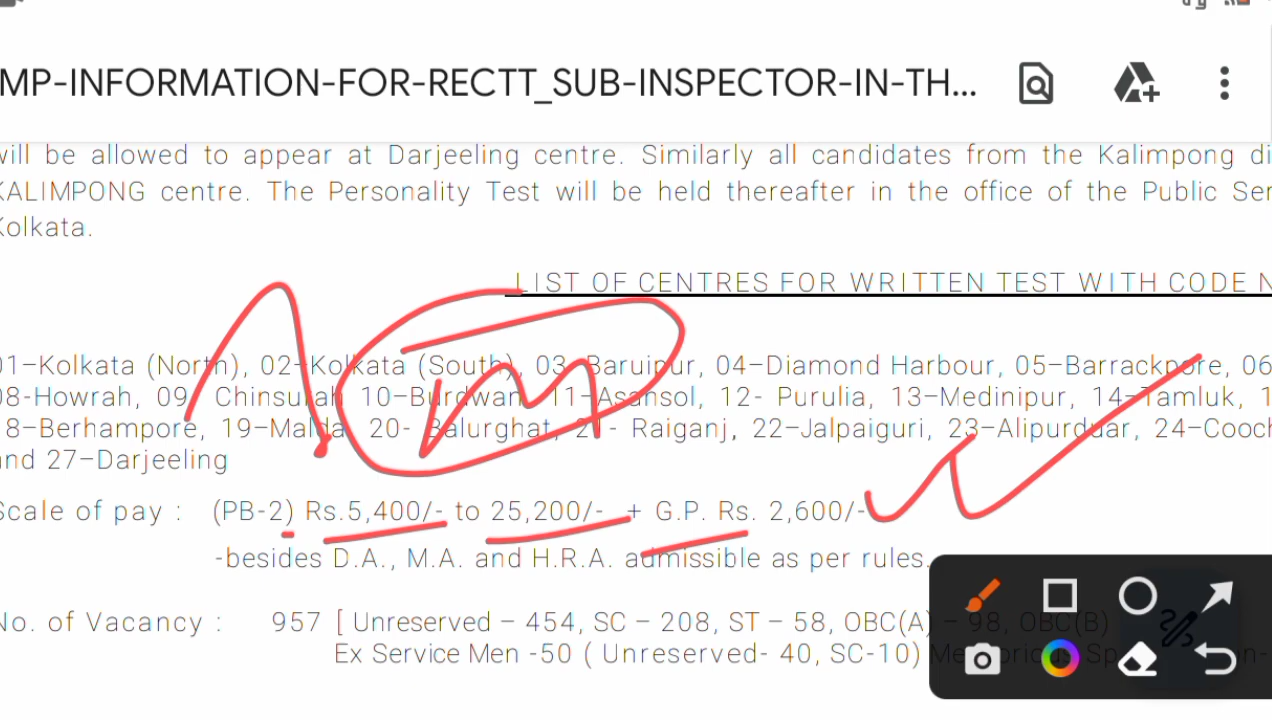 MP-INFORMATION-FOR-RECTT_SUB-INSPECTOR-IN-TH...
will be allowed to appear at Darjeeling centre. Similarly all candidates from the Kalimpong di
KALIMPONG centre. The Personality Test will be held thereafter in the office of the Public Ser
Kolkata.
LIST OF CENTRES FOR WRITTEN TEST WITH CODE N
01–Kolkata (North), 02–Kolkata (South), 03–Baruipur, 04–Diamond Harbour, 05–Barrackpore, 06
08-Howrah, 09 Chinsurah 10–Burdwan, 11–Asansol, 12- Purulia, 13–Medinipur, 14–Tamluk, 1
18–Berhampore, 19–Malda 20- Balurghat, 21- Raiganj, 22–Jalpaiguri, 23–Alipurduar, 24–Cooch
and 27–Darjeeling
Scale of pay : (PB-2) Rs.5,400/- to 25,200/- + G.P. Rs. 2,600/-
-besides D.A., M.A. and H.R.A. admissible as per rules.
No. of Vacancy : 957 [ Unreserved – 454, SC – 208, ST – 58, OBC(A) – 98, OBC(B)
Ex Service Men -50 ( Unreserved- 40, SC-10)